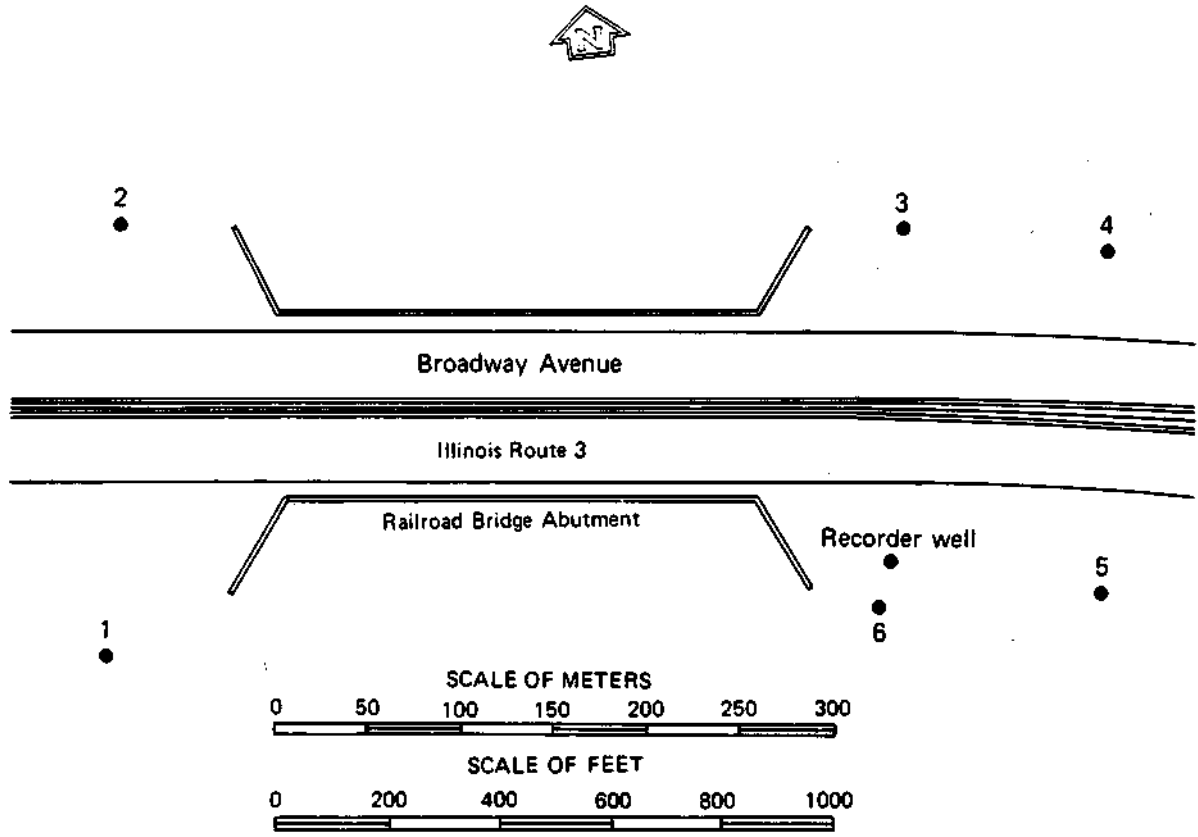 N
2
3
4
Broadway Avenue
Illinois Route 3
Railroad Bridge Abutment
Recorder well
5
6
1
SCALE OF METERS
0 50 100 150 200 250 300
SCALE OF FEET
0 200 400 600 800 1000